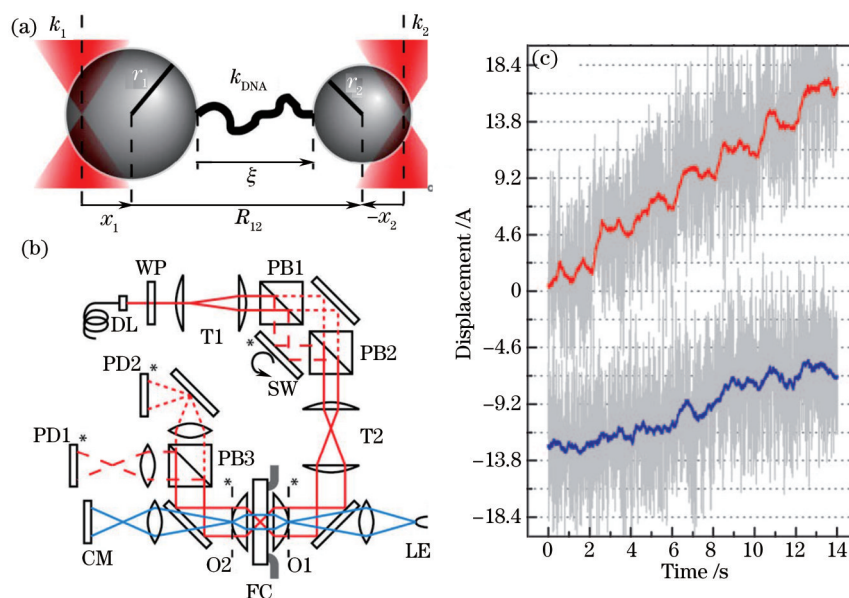 (a)
k1
k2
r1
kDNA
r2
ξ
x1
R12
-x2
(b)
WP
PB1
DL
T1
PB2
*
SW
PD2
*
PD1
*
T2
PB3
*
*
CM
O2
O1
LE
FC
(c)
Displacement /A
18.4
13.8
9.2
4.6
0
-4.6
-9.2
-13.8
-18.4
0 2 4 6 8 10 12 14
Time /s